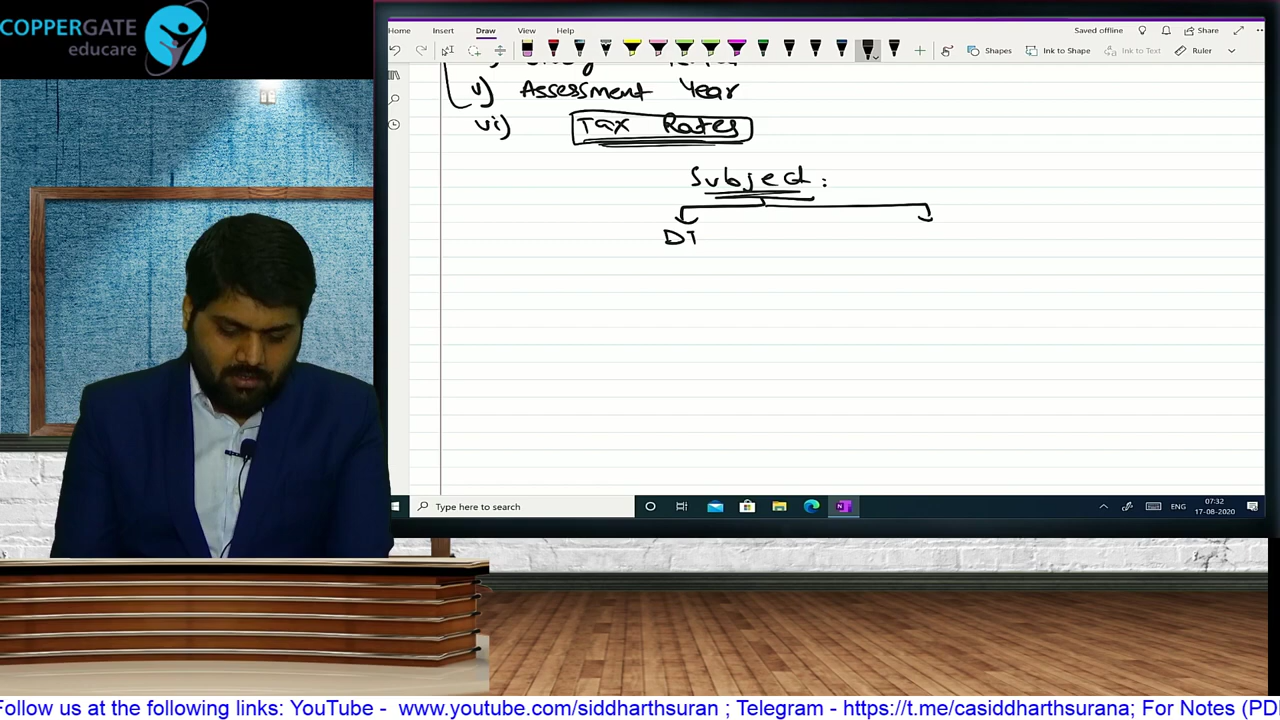 COPPERGATE
educare
Home Insert Draw View Help
Saved offline Share
Shapes Ink to Shape Ink to Text Ruler
v) Assessment Year
vi) Tax Rates
Subject :
DT
Type here to search
ENG
07:32
17-08-2020
Follow us at the following links: YouTube - www.youtube.com/siddharthsuran ; Telegram - https://t.me/casiddharthsurana; For Notes (PD